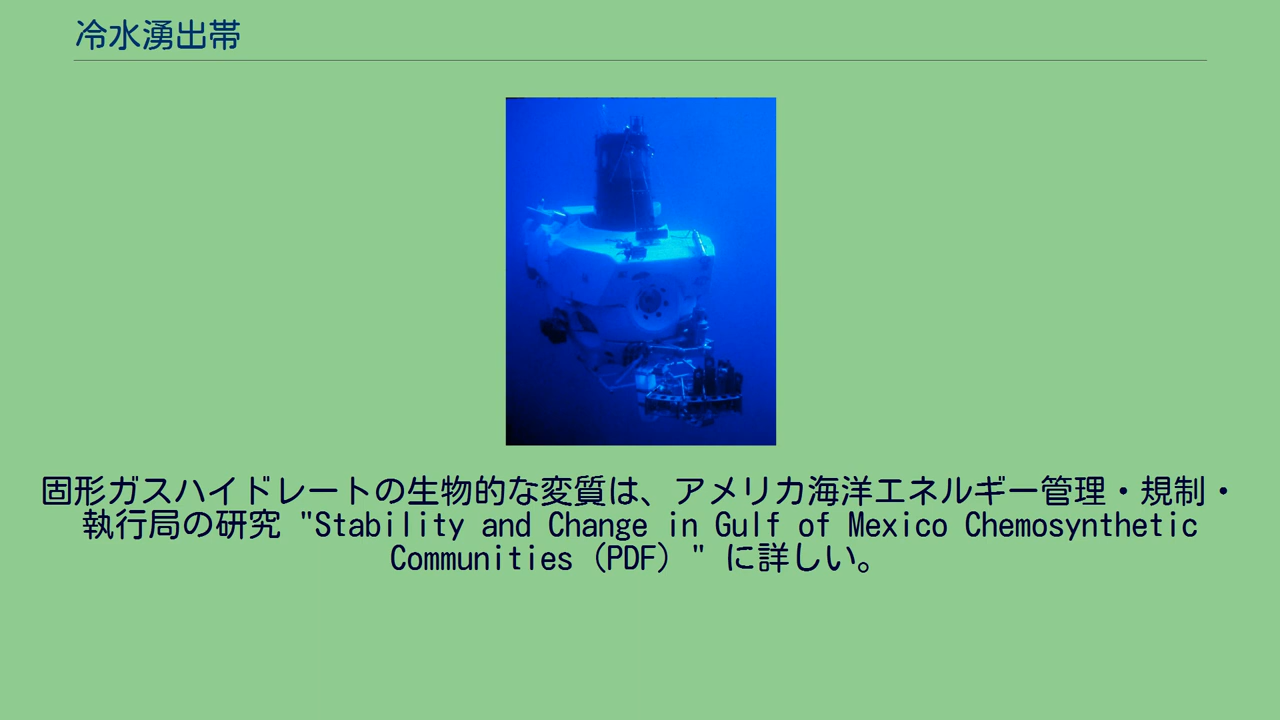 冷水湧出帯
固形ガスハイドレートの生物的な変質は、アメリカ海洋エネルギー管理・規制・
執行局の研究 "Stability and Change in Gulf of Mexico Chemosynthetic
Communities（PDF）" に詳しい。